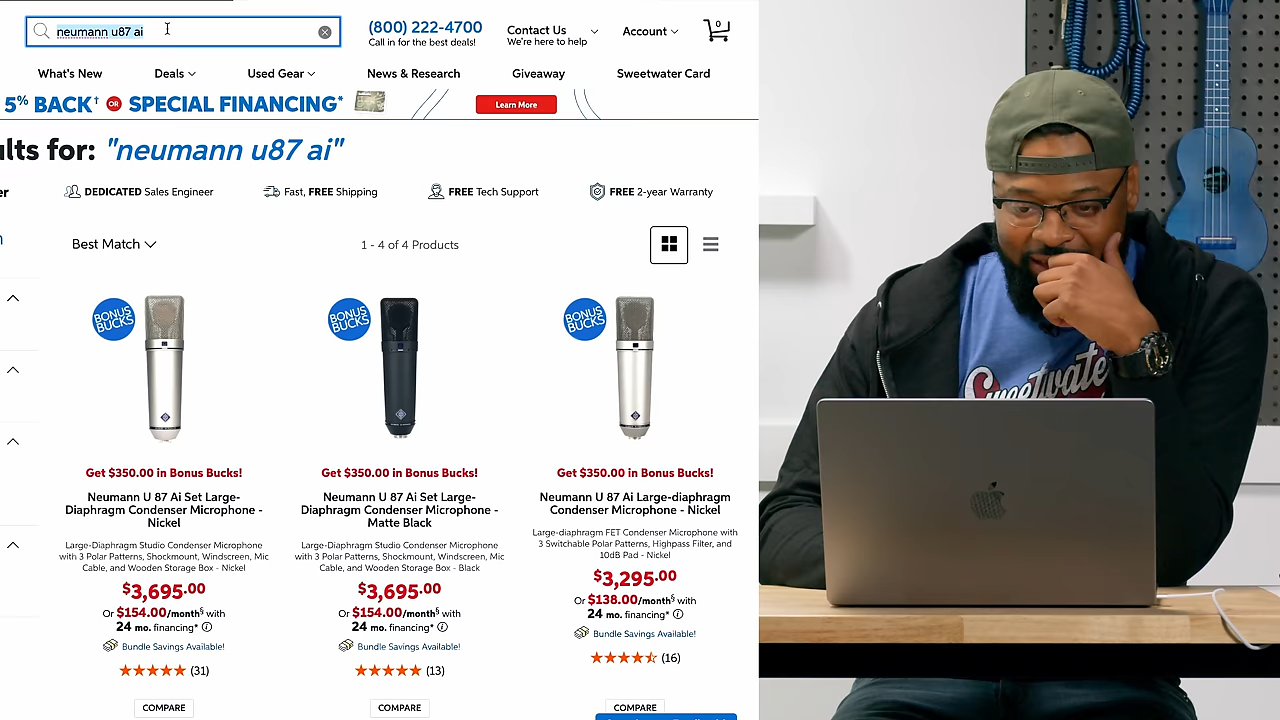 neumann u87 ai
(800) 222-4700
Call in for the best deals!
Contact Us
We're here to help
Account
0
What's New
Deals
Used Gear
News & Research
Giveaway
Sweetwater Card
5% BACK† OR SPECIAL FINANCING*
Learn More
lts for: "neumann u87 ai"
er
DEDICATED Sales Engineer
Fast, FREE Shipping
FREE Tech Support
FREE 2-year Warranty
Best Match
1 - 4 of 4 Products
BONUS BUCKS
BONUS BUCKS
BONUS BUCKS
Get $350.00 in Bonus Bucks!
Neumann U 87 Ai Set Large-
Diaphragm Condenser Microphone -
Nickel
Large-Diaphragm Studio Condenser Microphone
with 3 Polar Patterns, Shockmount, Windscreen, Mic
Cable, and Wooden Storage Box - Nickel
$3,695.00
Or $154.00/month§ with
24 mo. financing*
Bundle Savings Available!
(31)
COMPARE
Get $350.00 in Bonus Bucks!
Neumann U 87 Ai Set Large-
Diaphragm Condenser Microphone -
Matte Black
Large-Diaphragm Studio Condenser Microphone
with 3 Polar Patterns, Shockmount, Windscreen, Mic
Cable, and Wooden Storage Box - Black
$3,695.00
Or $154.00/month§ with
24 mo. financing*
Bundle Savings Available!
(13)
COMPARE
Get $350.00 in Bonus Bucks!
Neumann U 87 Ai Large-diaphragm
Condenser Microphone - Nickel
Large-diaphragm FET Condenser Microphone with
3 Switchable Polar Patterns, Highpass Filter, and
10dB Pad - Nickel
$3,295.00
Or $138.00/month§ with
24 mo. financing*
Bundle Savings Available!
(16)
COMPARE
Sweetwate